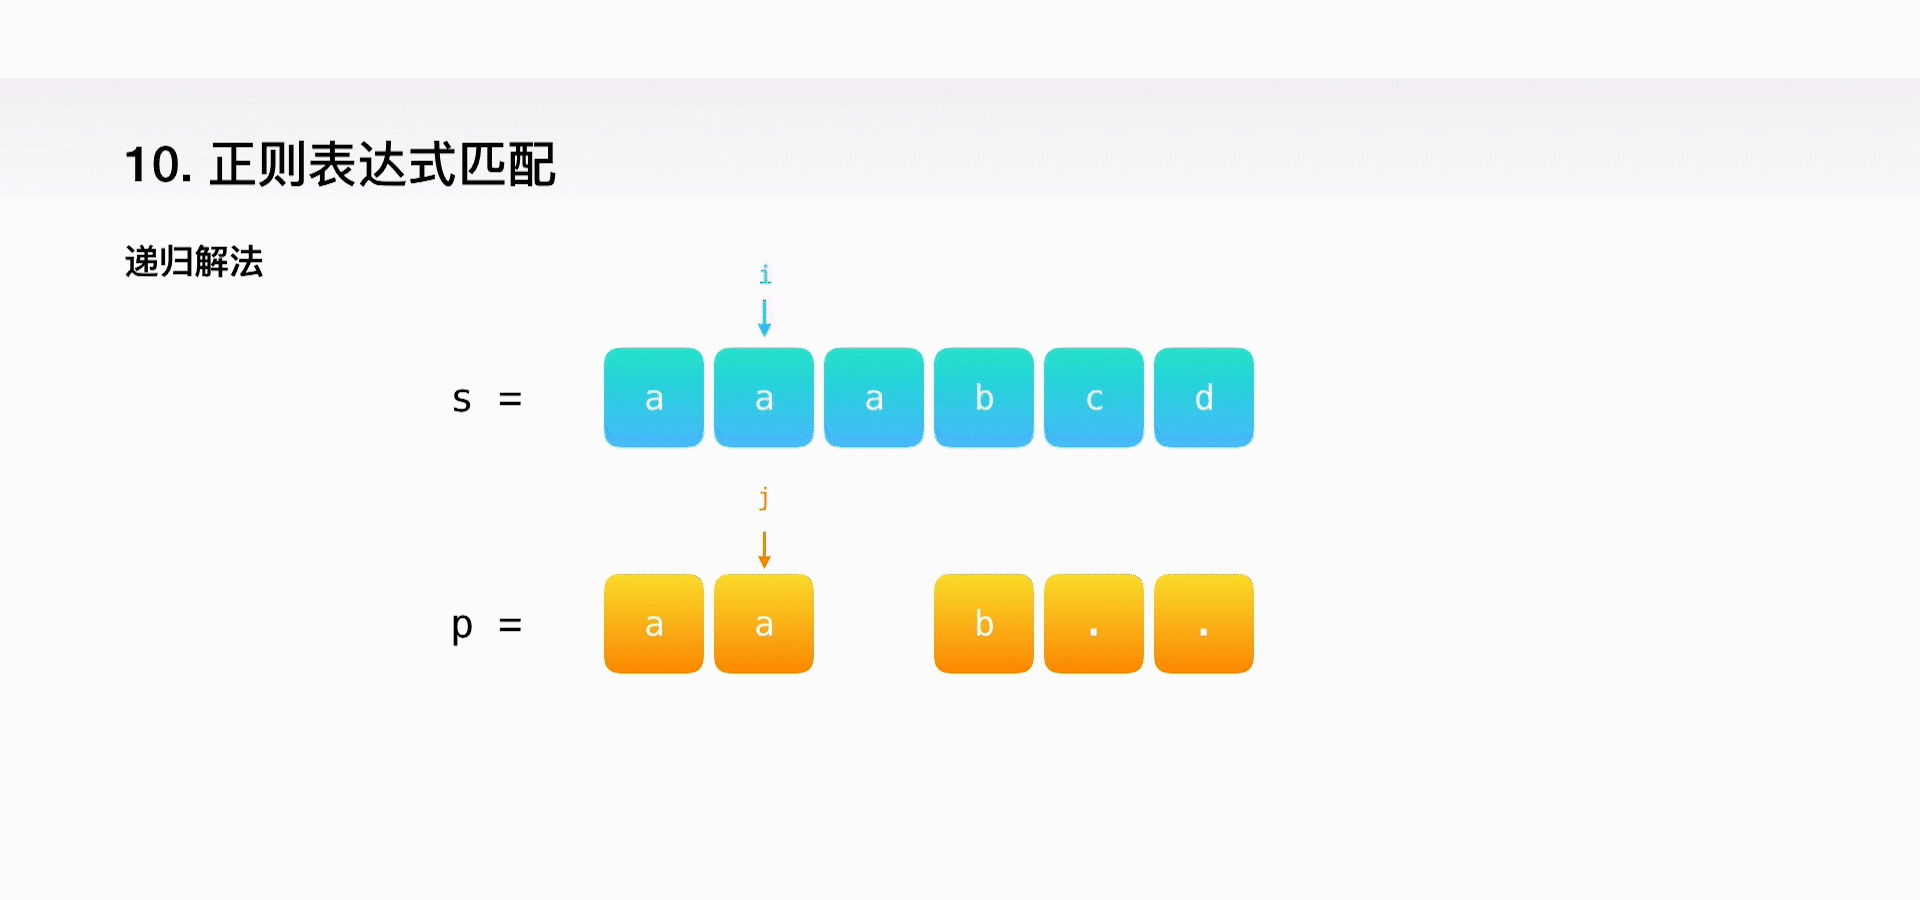 10. 正则表达式匹配
递归解法
i
s = a a a b c d
j
p = a a b . .